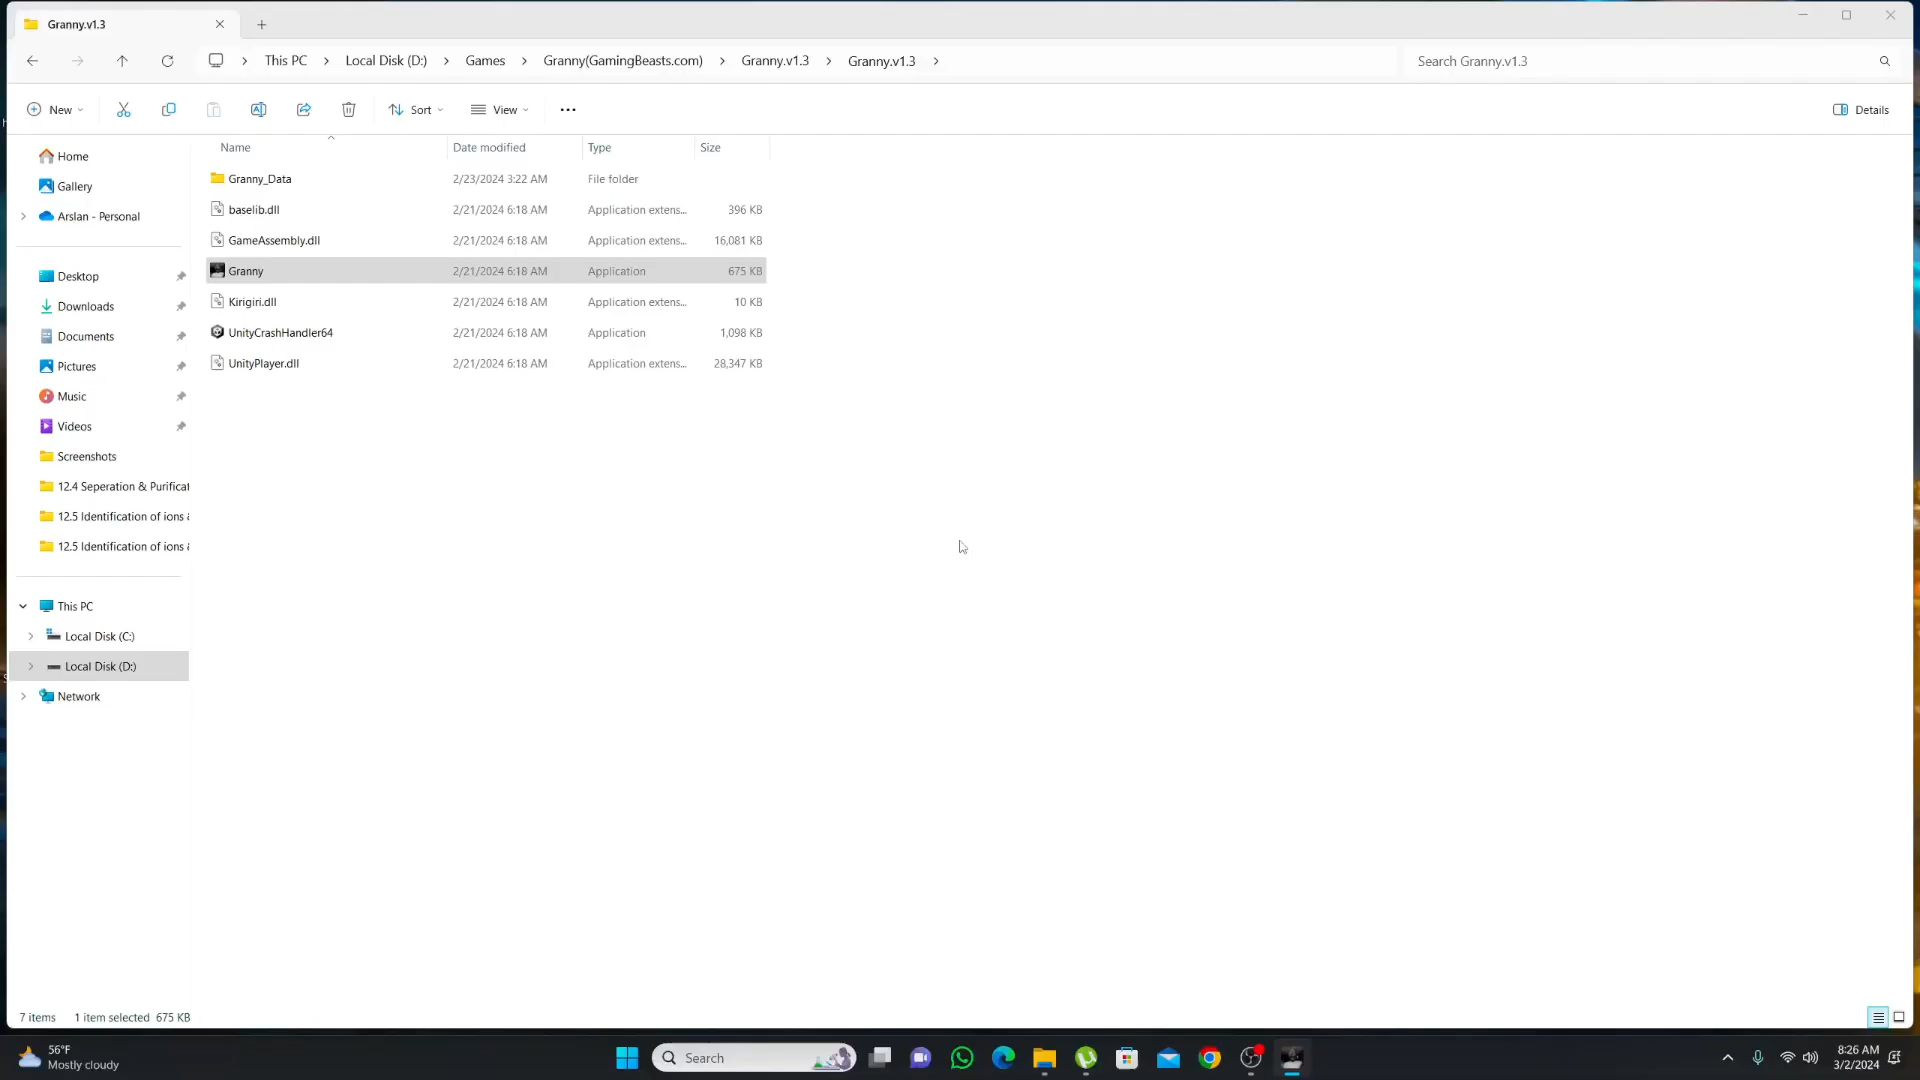 Granny.v1.3
This PC
Local Disk (D:)
Games
Granny(GamingBeasts.com)
Granny.v1.3
Granny.v1.3
Search Granny.v1.3
New
Sort
View
Details
Name Date modified Type Size
Granny_Data 2/23/2024 3:22 AM File folder
baselib.dll 2/21/2024 6:18 AM Application extens... 396 KB
GameAssembly.dll 2/21/2024 6:18 AM Application extens... 16,081 KB
Granny 2/21/2024 6:18 AM Application 675 KB
Kirigiri.dll 2/21/2024 6:18 AM Application extens... 10 KB
UnityCrashHandler64 2/21/2024 6:18 AM Application 1,098 KB
UnityPlayer.dll 2/21/2024 6:18 AM Application extens... 28,347 KB
Home
Gallery
Arslan - Personal
Desktop
Downloads
Documents
Pictures
Music
Videos
Screenshots
12.4 Seperation & Purificat
12.5 Identification of ions &
12.5 Identification of ions &
This PC
Local Disk (C:)
Local Disk (D:)
Network
7 items 1 item selected 675 KB
56°F
Mostly cloudy
Search
8:26 AM
3/2/2024